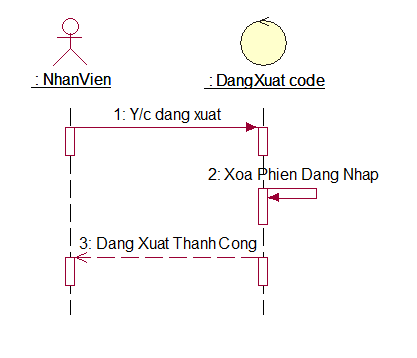 : NhanVien
: DangXuat code
1: Y/c dang xuat
2: Xoa Phien Dang Nhap
3: Dang Xuat Thanh Cong